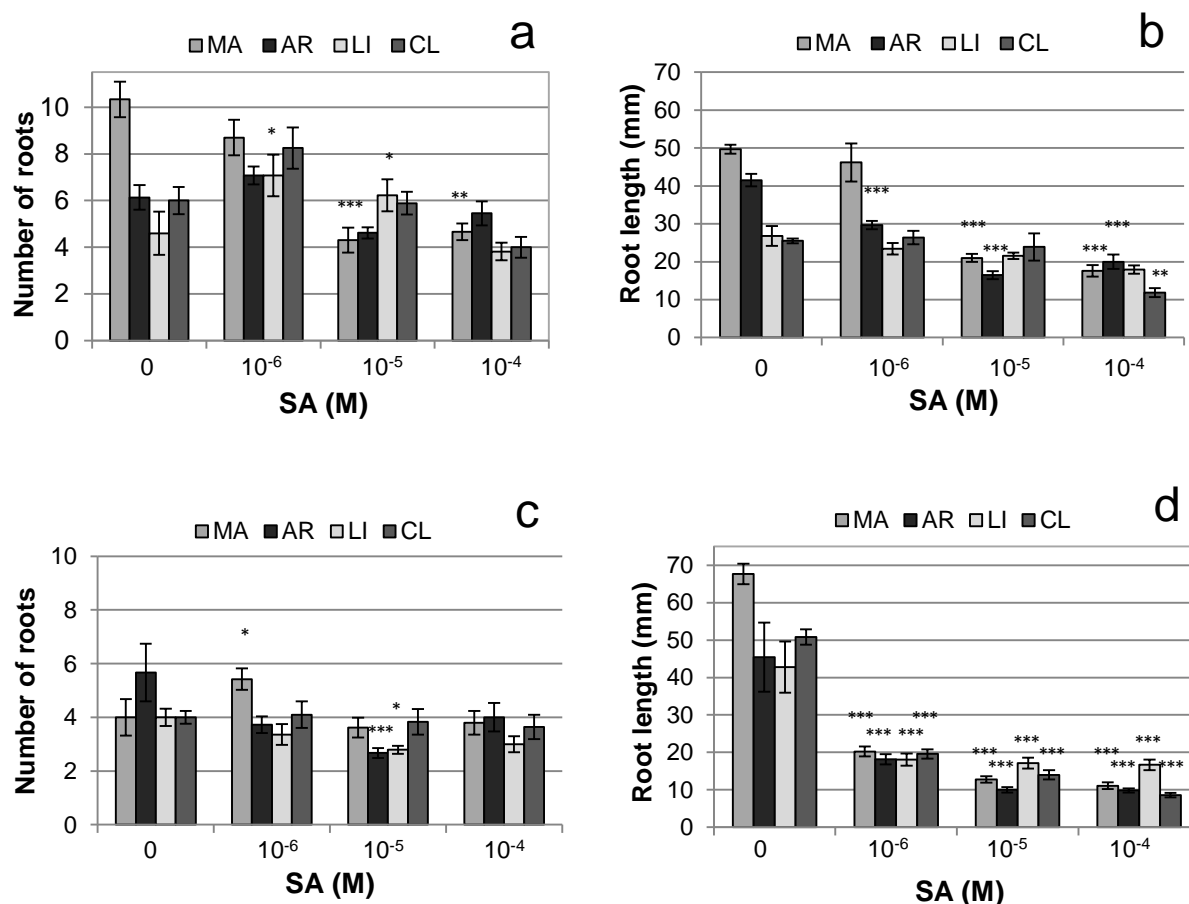 a
MA AR LI CL
Number of roots
10
8
6
4
2
0
*
***
*
**
0 10-6 10-5 10-4
SA (M)
b
MA AR LI CL
Root length (mm)
70
60
50
40
30
20
10
0
***
***
***
***
***
**
0 10-6 10-5 10-4
SA (M)
c
MA AR LI CL
Number of roots
10
8
6
4
2
0
*
***
*
0 10-6 10-5 10-4
SA (M)
d
MA AR LI CL
Root length (mm)
70
60
50
40
30
20
10
0
*** *** *** ***
*** *** *** ***
*** *** *** ***
0 10-6 10-5 10-4
SA (M)